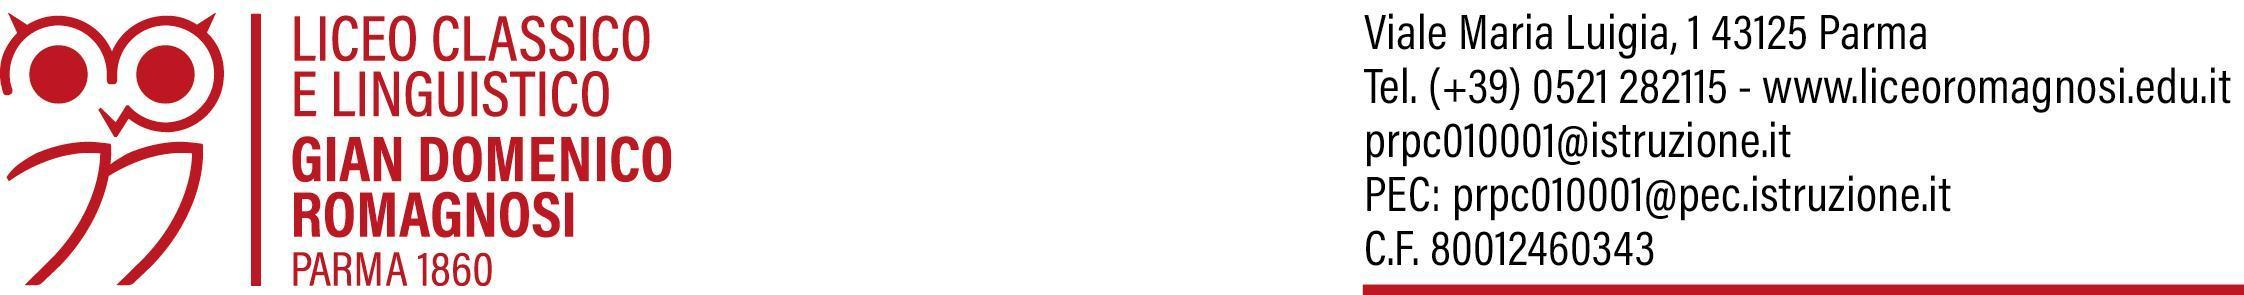 LICEO CLASSICO
E LINGUISTICO
GIAN DOMENICO
ROMAGNOSI
PARMA 1860
Viale Maria Luigia, 1 43125 Parma
Tel. (+39) 0521 282115 - www.liceoromagnosi.edu.it
prpc010001@istruzione.it
PEC: prpc010001@pec.istruzione.it
C.F. 80012460343